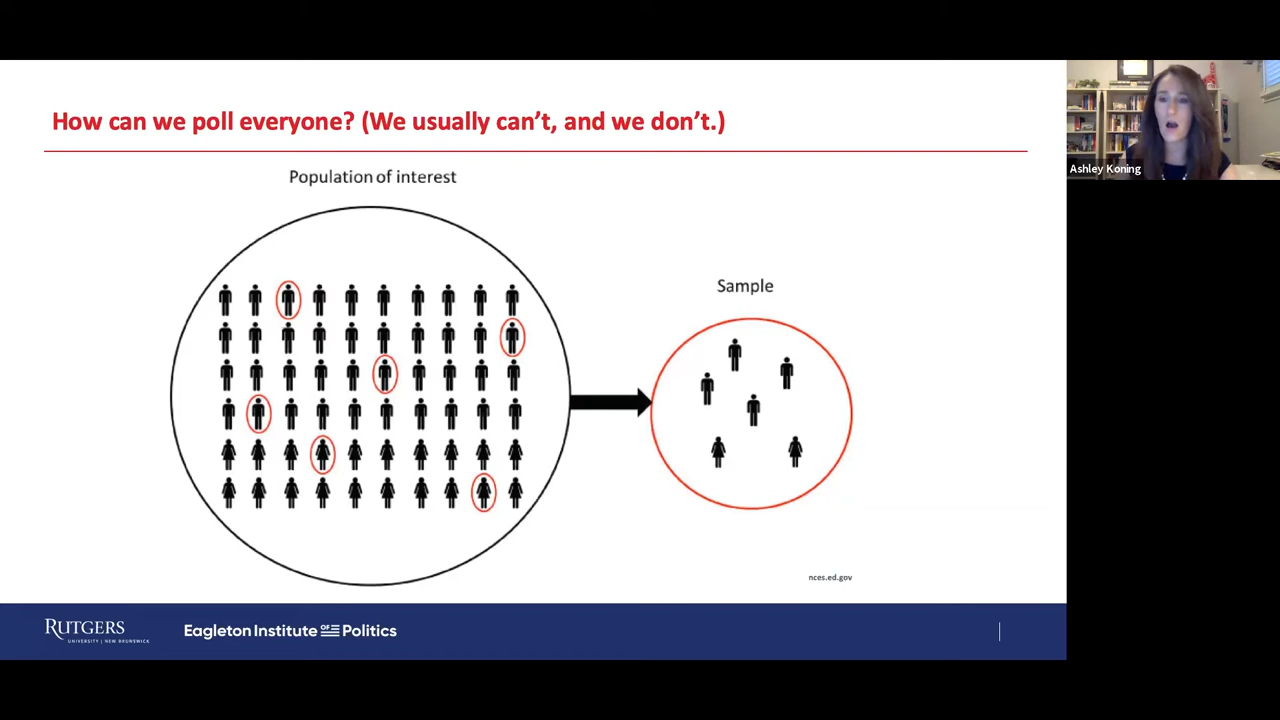 How can we poll everyone? (We usually can't, and we don't.)
Ashley Koning
Population of interest
Sample
nces.ed.gov
RUTGERS
UNIVERSITY | NEW BRUNSWICK
Eagleton Institute OF Politics